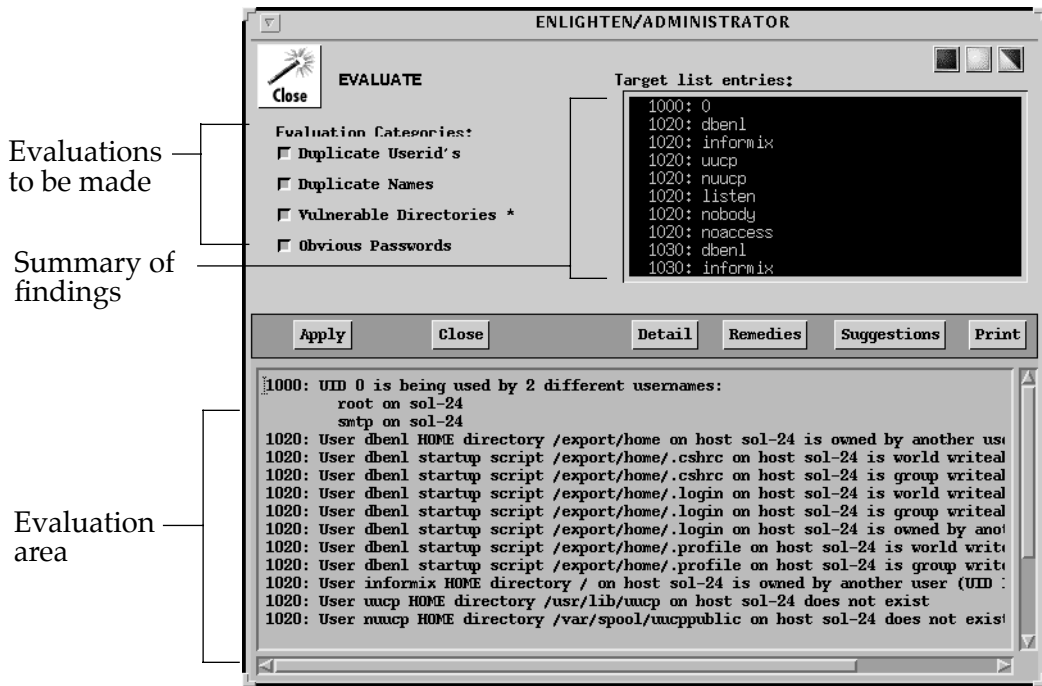 ENLIGHTEN/ADMINISTRATOR
Close
EVALUATE
Target list entries:
Evaluation Categories:
Duplicate Userid's
Duplicate Names
Vulnerable Directories *
Obvious Passwords
1000: 0
1020: dbenl
1020: informix
1020: uucp
1020: nuucp
1020: listen
1020: nobody
1020: noaccess
1030: dbenl
1030: informix
Evaluations
to be made
Summary of
findings
Apply Close Detail Remedies Suggestions Print
1000: UID 0 is being used by 2 different usernames:
root on sol-24
smtp on sol-24
1020: User dbenl HOME directory /export/home on host sol-24 is owned by another use
1020: User dbenl startup script /export/home/.cshrc on host sol-24 is world writeal
1020: User dbenl startup script /export/home/.cshrc on host sol-24 is group writeal
1020: User dbenl startup script /export/home/.login on host sol-24 is world writeal
1020: User dbenl startup script /export/home/.login on host sol-24 is group writeal
1020: User dbenl startup script /export/home/.login on host sol-24 is owned by anot
1020: User dbenl startup script /export/home/.profile on host sol-24 is world write
1020: User dbenl startup script /export/home/.profile on host sol-24 is group write
1020: User informix HOME directory / on host sol-24 is owned by another user (UID
1020: User uucp HOME directory /usr/lib/uucp on host sol-24 does not exist
1020: User nuucp HOME directory /var/spool/uucppublic on host sol-24 does not exist
Evaluation
area